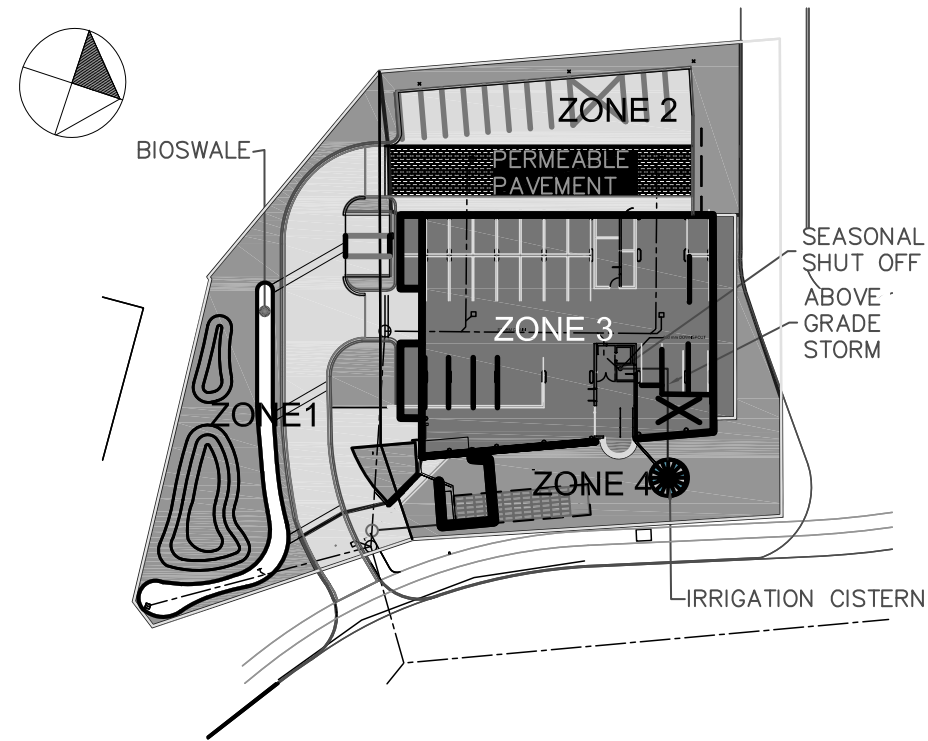 ZONE 2
BIOSWALE
PERMEABLE
PAVEMENT
SEASONAL
SHUT OFF
ABOVE
GRADE
STORM
ZONE 3
ZONE1
ZONE 4
IRRIGATION CISTERN